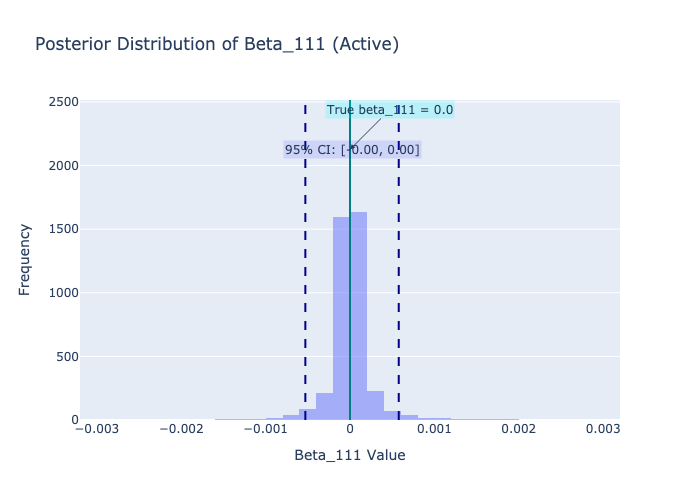 Posterior Distribution of Beta_111 (Active)
2500
True beta_111 = 0.0
95% CI: [-0.00, 0.00]
2000
1500
1000
500
0
Frequency
−0.003
−0.002
−0.001
0
0.001
0.002
0.003
Beta_111 Value